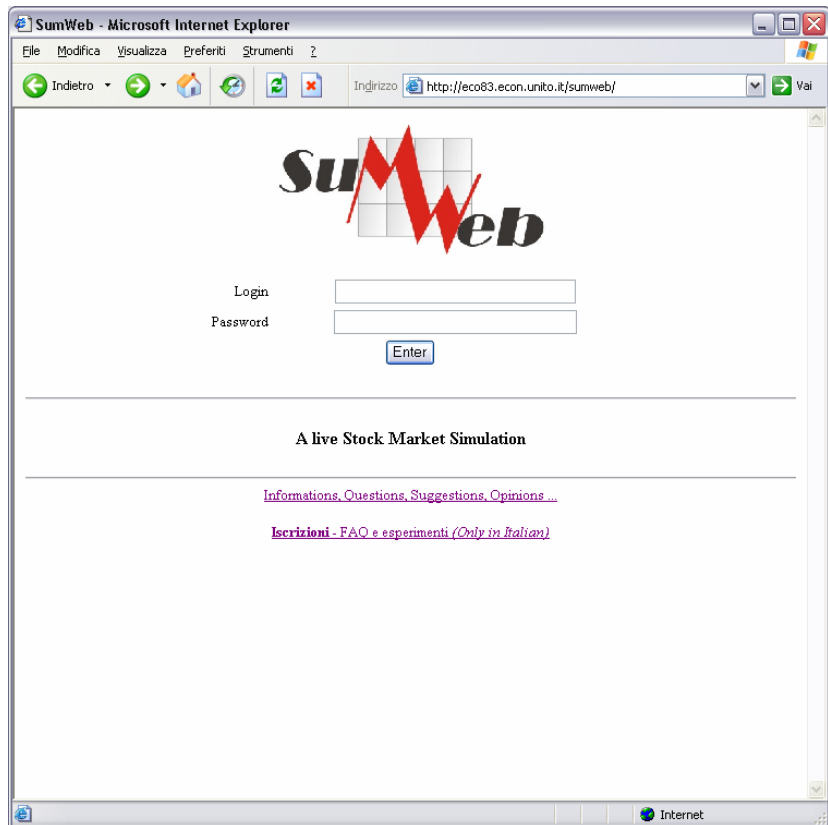 SumWeb - Microsoft Internet Explorer
File Modifica Visualizza Preferiti Strumenti ?
Indietro Indirizzo http://eco83.econ.unito.it/sumweb/ Vai
SuMWeb
Login
Password
Enter
A live Stock Market Simulation
Informations, Questions, Suggestions, Opinions ...
Iscrizioni - FAQ e esperimenti (Only in Italian)
Internet